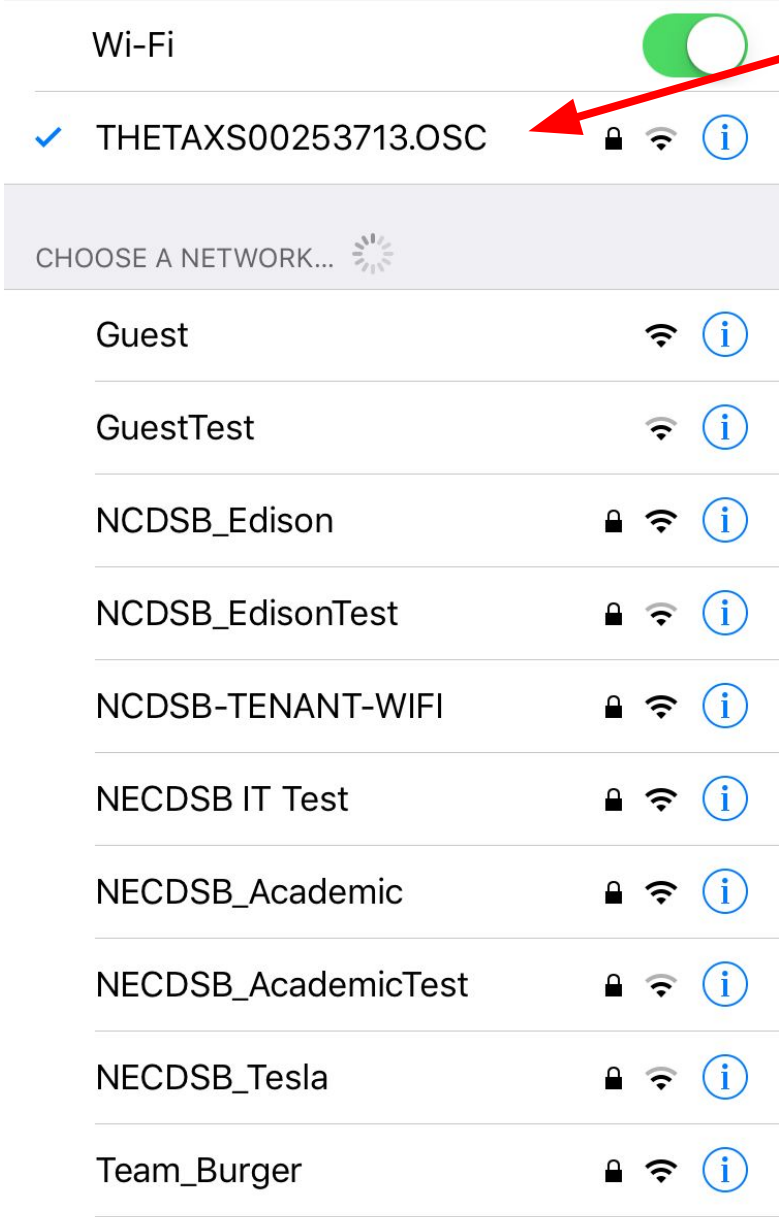 Wi-Fi
THETAXS00253713.OSC
CHOOSE A NETWORK...
Guest
GuestTest
NCDSB_Edison
NCDSB_EdisonTest
NCDSB-TENANT-WIFI
NECDSB IT Test
NECDSB_Academic
NECDSB_AcademicTest
NECDSB_Tesla
Team_Burger